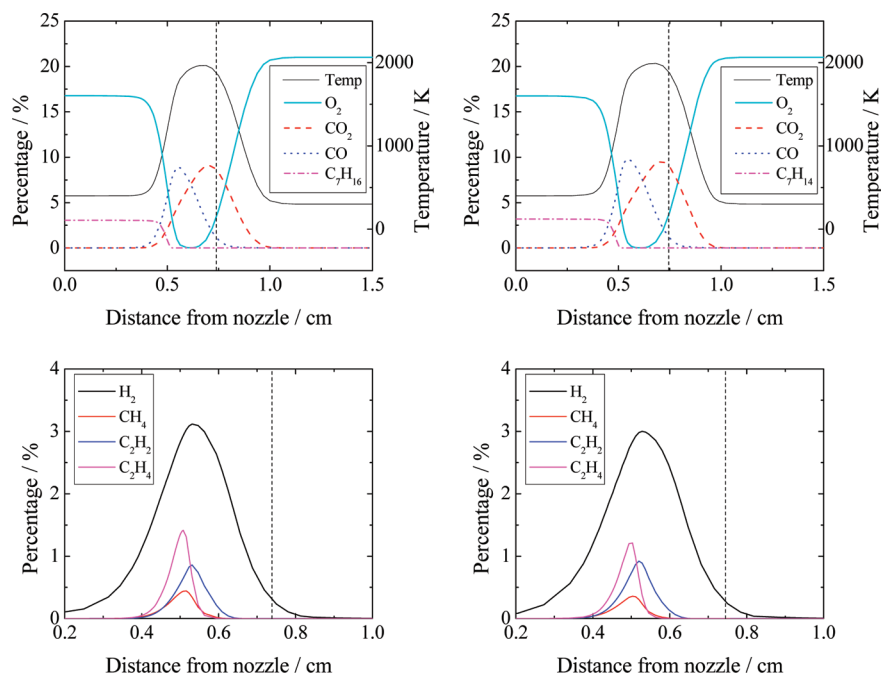 25
20
15
10
5
0
Percentage / %
2000
1000
0
Temperature / K
Temp
O₂
CO₂
CO
C₇H₁₆
0.0 0.5 1.0 1.5
Distance from nozzle / cm
25
20
15
10
5
0
Percentage / %
2000
1000
0
Temperature / K
Temp
O₂
CO₂
CO
C₇H₁₄
0.0 0.5 1.0 1.5
Distance from nozzle / cm
4
3
2
1
0
Percentage / %
H₂
CH₄
C₂H₂
C₂H₄
0.2 0.4 0.6 0.8 1.0
Distance from nozzle / cm
4
3
2
1
0
Percentage / %
H₂
CH₄
C₂H₂
C₂H₄
0.2 0.4 0.6 0.8 1.0
Distance from nozzle / cm